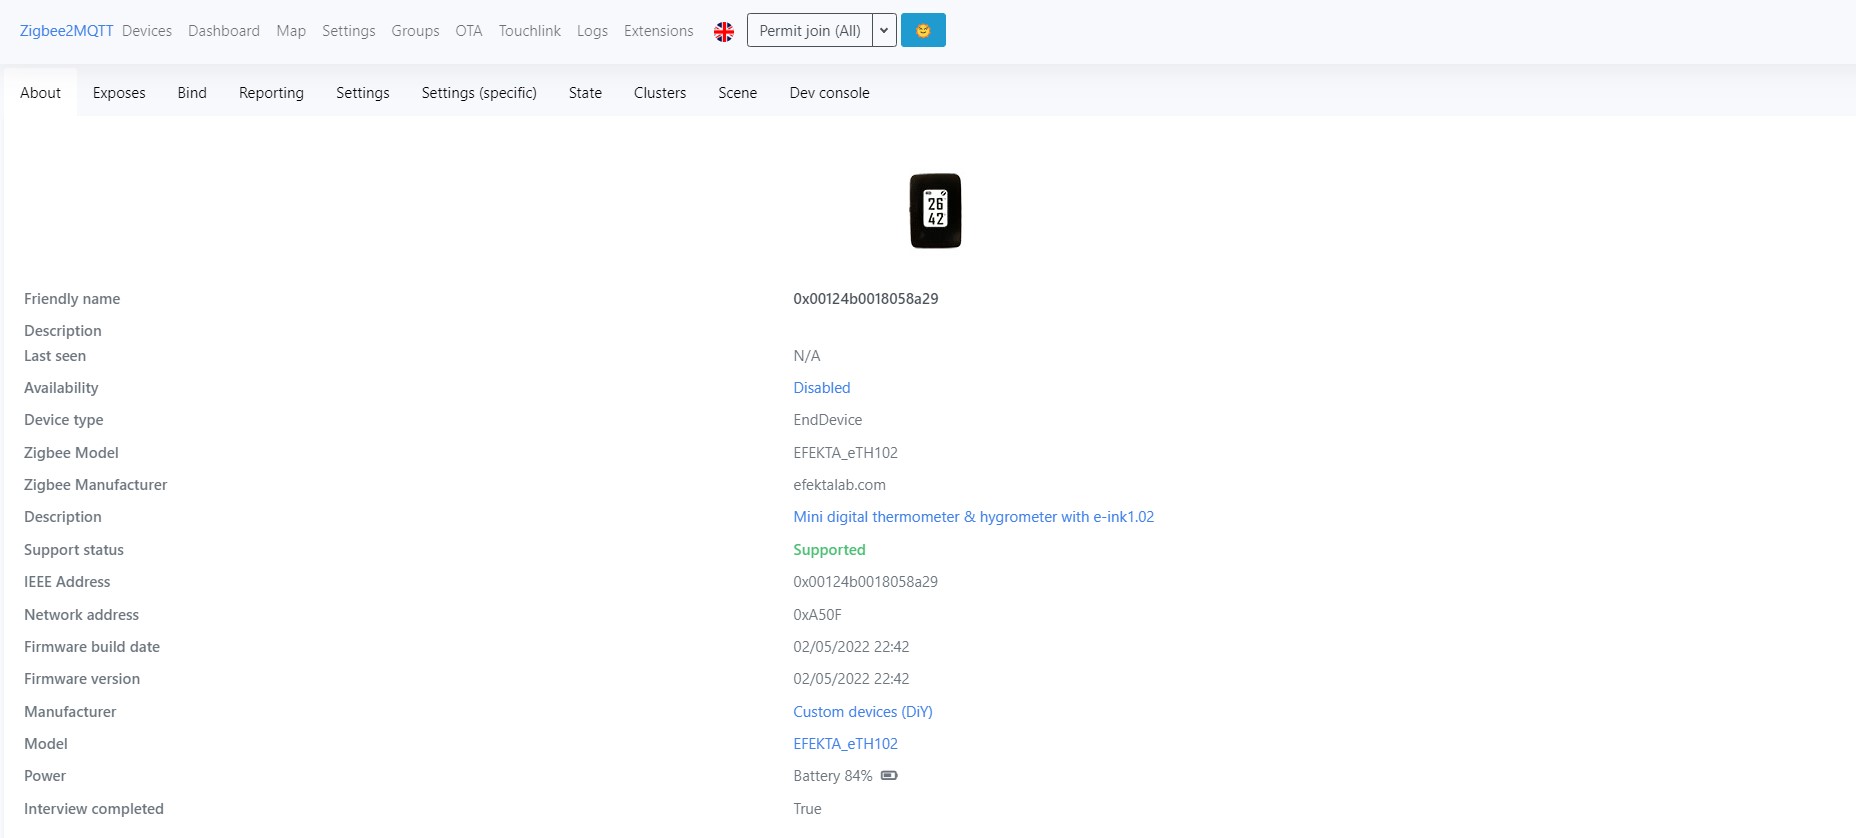 Zigbee2MQTT Devices Dashboard Map Settings Groups OTA Touchlink Logs Extensions Permit join (All)
About Exposes Bind Reporting Settings Settings (specific) State Clusters Scene Dev console
26
42
Friendly name 0x00124b0018058a29
Description
Last seen N/A
Availability Disabled
Device type EndDevice
Zigbee Model EFEKTA_eTH102
Zigbee Manufacturer efektalab.com
Description Mini digital thermometer & hygrometer with e-ink1.02
Support status Supported
IEEE Address 0x00124b0018058a29
Network address 0xA50F
Firmware build date 02/05/2022 22:42
Firmware version 02/05/2022 22:42
Manufacturer Custom devices (DiY)
Model EFEKTA_eTH102
Power Battery 84%
Interview completed True